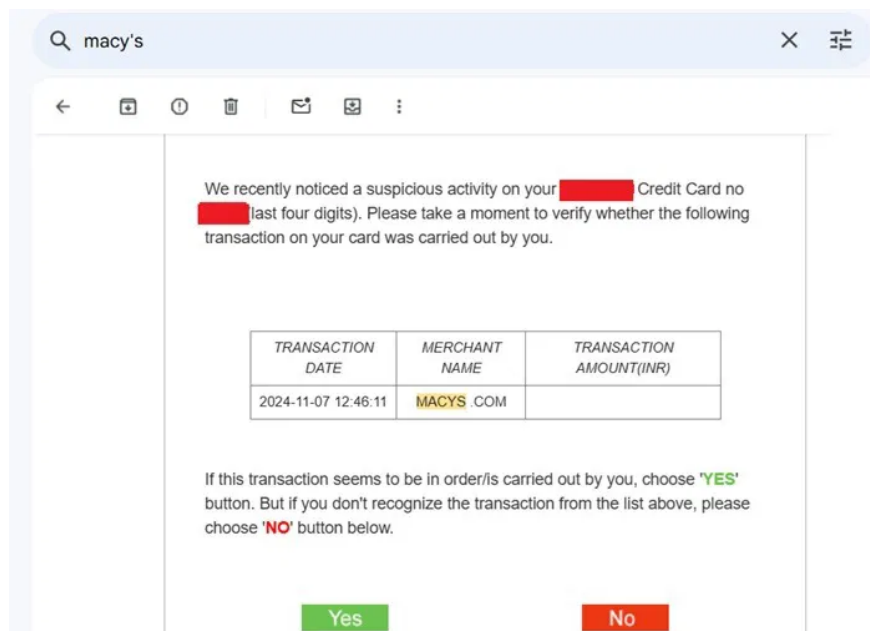 macy's
We recently noticed a suspicious activity on your Credit Card no
(last four digits). Please take a moment to verify whether the following
transaction on your card was carried out by you.
TRANSACTION DATE MERCHANT NAME TRANSACTION AMOUNT(INR)
2024-11-07 12:46:11 MACYS .COM
If this transaction seems to be in order/is carried out by you, choose 'YES'
button. But if you don't recognize the transaction from the list above, please
choose 'NO' button below.
Yes No